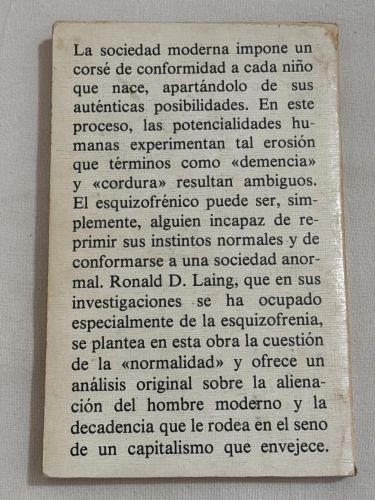 La sociedad moderna impone un
corsé de conformidad a cada niño
que nace, apartándolo de sus
auténticas posibilidades. En este
proceso, las potencialidades hu-
manas experimentan tal erosión
que términos como «demencia»
y «cordura» resultan ambiguos.
El esquizofrénico puede ser, sim-
plemente, alguien incapaz de re-
primir sus instintos normales y de
conformarse a una sociedad anor-
mal. Ronald D. Laing, que en sus
investigaciones se ha ocupado
especialmente de la esquizofrenia,
se plantea en esta obra la cuestión
de la «normalidad» y ofrece un
análisis original sobre la aliena-
ción del hombre moderno y la
decadencia que le rodea en el seno
de un capitalismo que envejece.